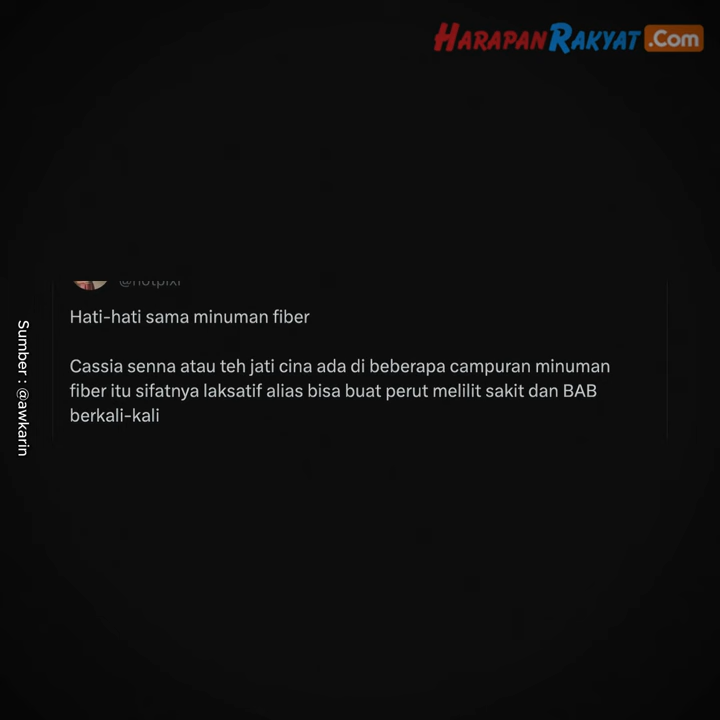 HARAPANRAKYAT.Com
Hati-hati sama minuman fiber
Cassia senna atau teh jati cina ada di beberapa campuran minuman
fiber itu sifatnya laksatif alias bisa buat perut melilit sakit dan BAB
berkali-kali
Sumber : @awkarin